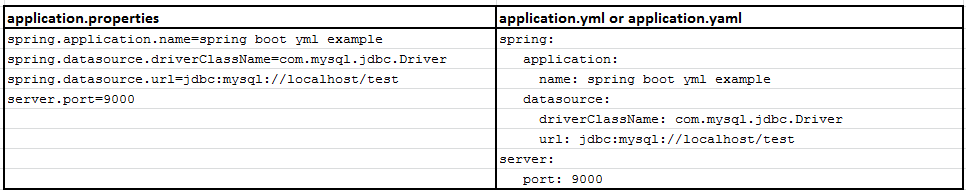 application.properties
spring.application.name=spring boot yml example
spring.datasource.driverClassName=com.mysql.jdbc.Driver
spring.datasource.url=jdbc:mysql://localhost/test
server.port=9000
application.yml or application.yaml
spring:
   application:
     name: spring boot yml example
   datasource:
     driverClassName: com.mysql.jdbc.Driver
     url: jdbc:mysql://localhost/test
server:
   port: 9000